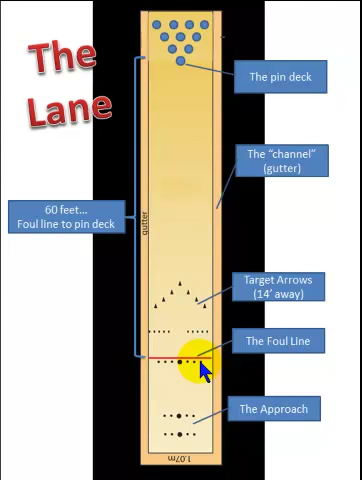 The
Lane
The pin deck
The "channel"
(gutter)
60 feet...
Foul line to pin deck
gutter
Target Arrows
(14' away)
The Foul Line
The Approach
1.07m